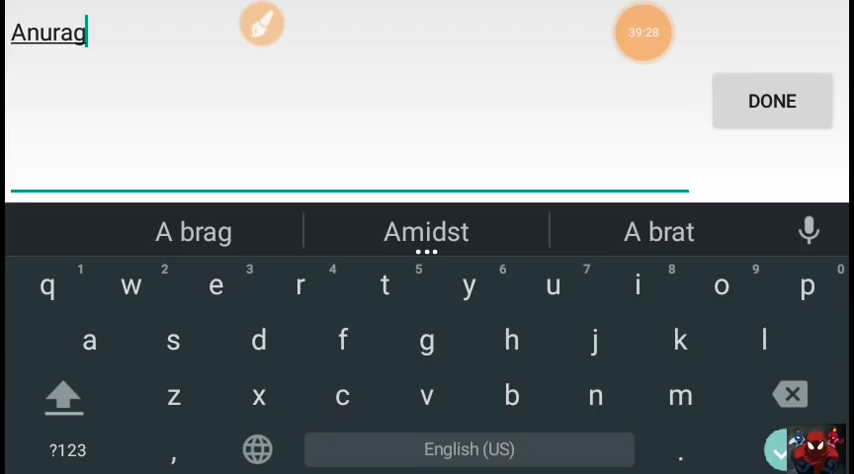 Anurag
39:28
DONE
A brag Amidst A brat
q 1 w 2 e 3 r 4 t 5 y 6 u 7 i 8 o 9 p 0
a s d f g h j k l
z x c v b n m
?123 , English (US) .